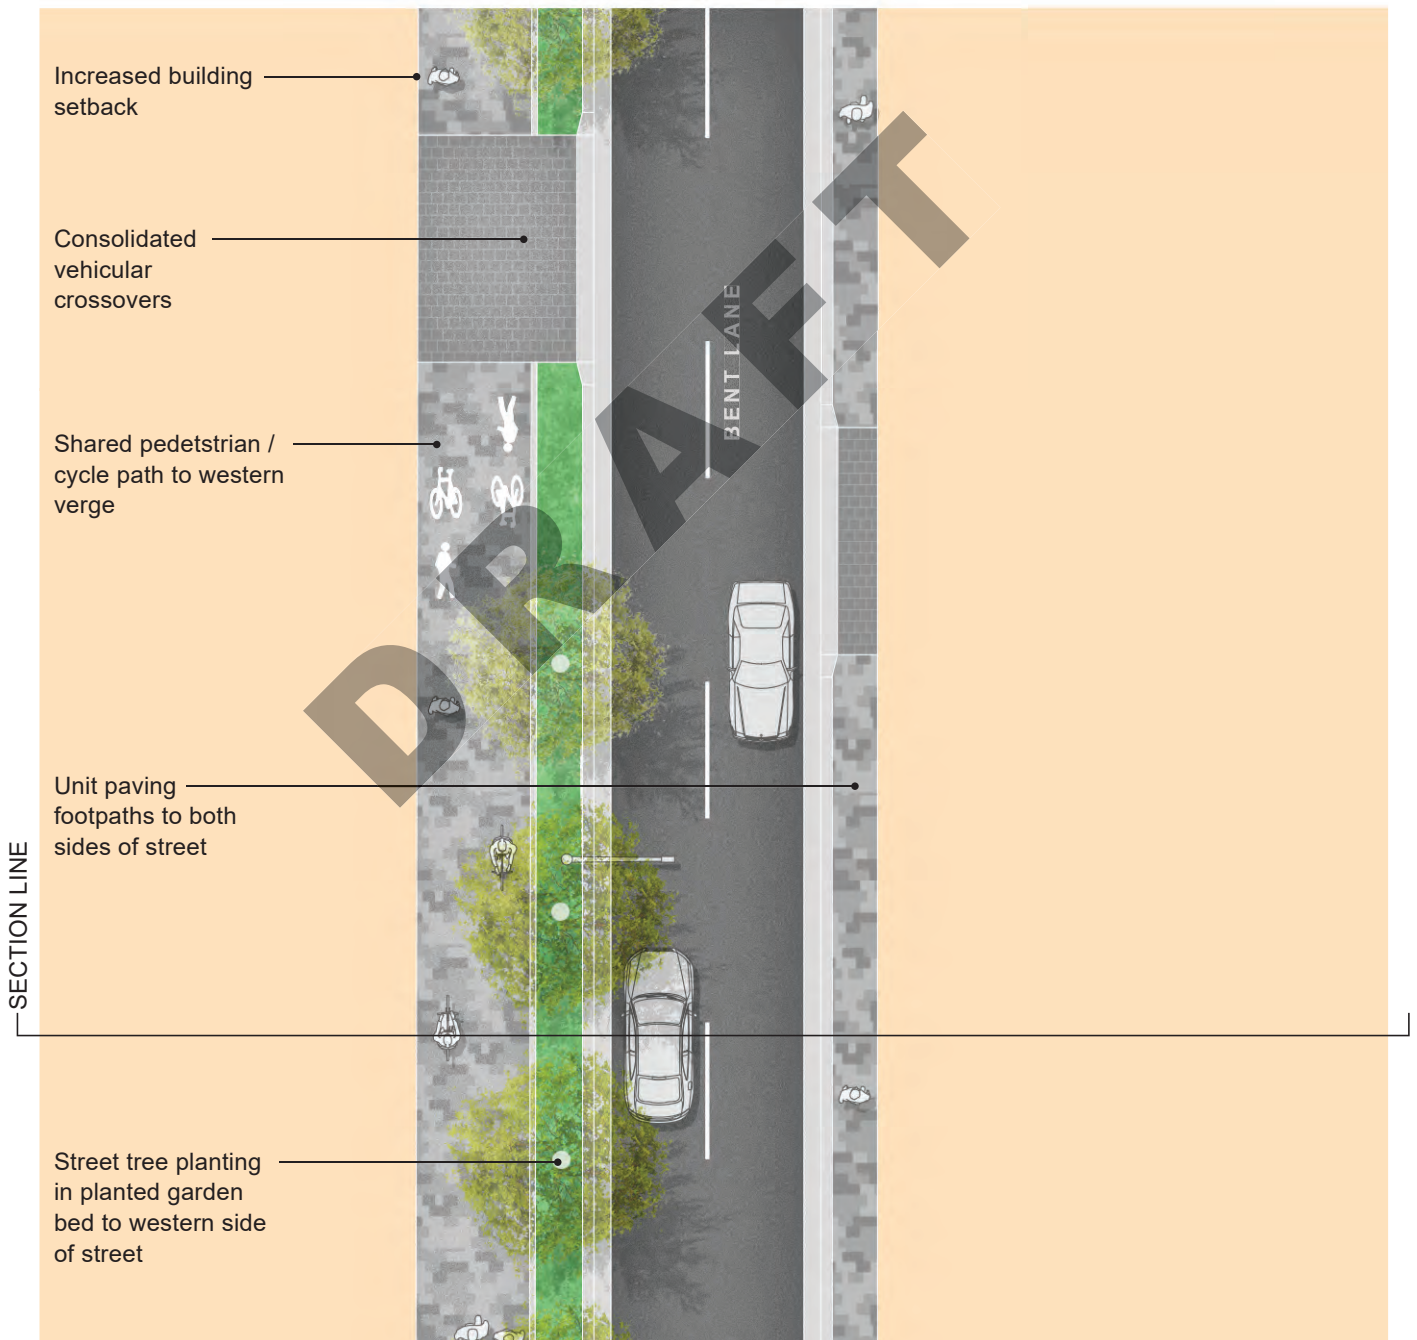 Increased building
setback
Consolidated
vehicular
crossovers
BENT LANE
Shared pedetstrian /
cycle path to western
verge
DRAFT
Unit paving
footpaths to both
sides of street
SECTION LINE
Street tree planting
in planted garden
bed to western side
of street